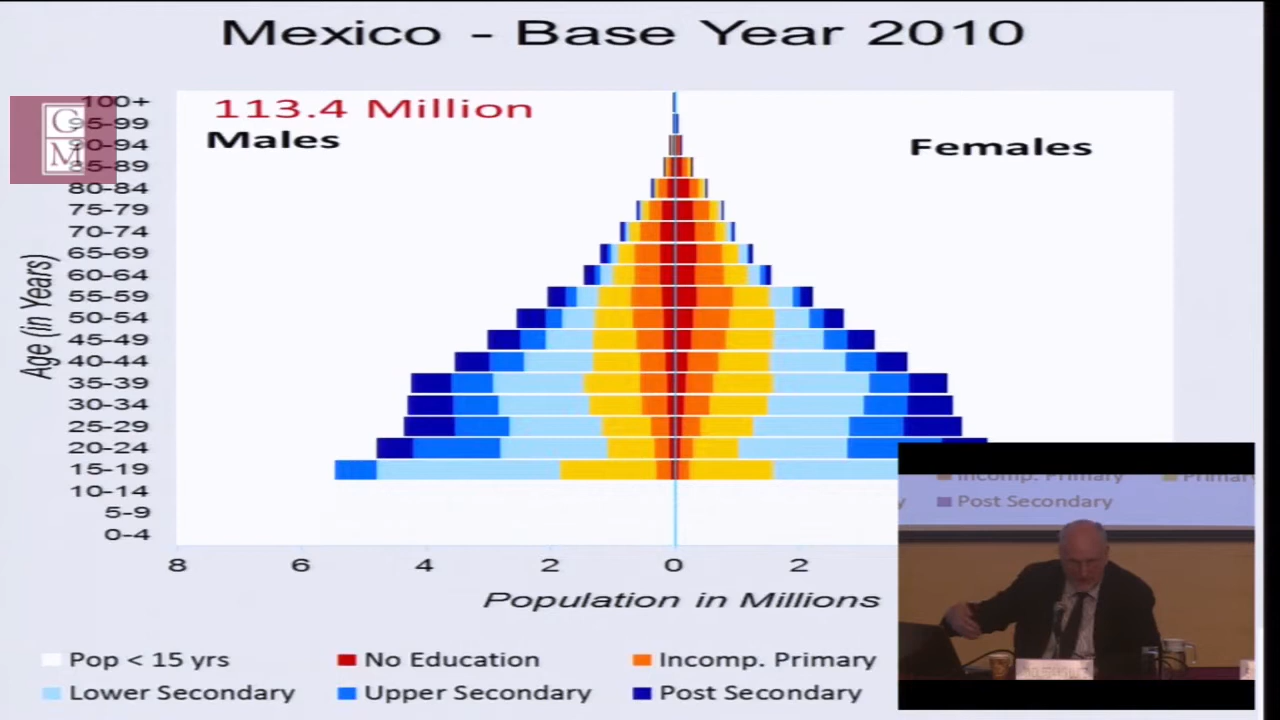 Mexico - Base Year 2010
113.4 Million
Males
Females
G
M
100+
95-99
90-94
85-89
80-84
75-79
70-74
65-69
60-64
55-59
50-54
45-49
40-44
35-39
30-34
25-29
20-24
15-19
10-14
5-9
0-4
Age (in Years)
8 6 4 2 0 2
Population in Millions
Pop < 15 yrs No Education Incomp. Primary
Lower Secondary Upper Secondary Post Secondary
Incomp. Primary
Post Secondary